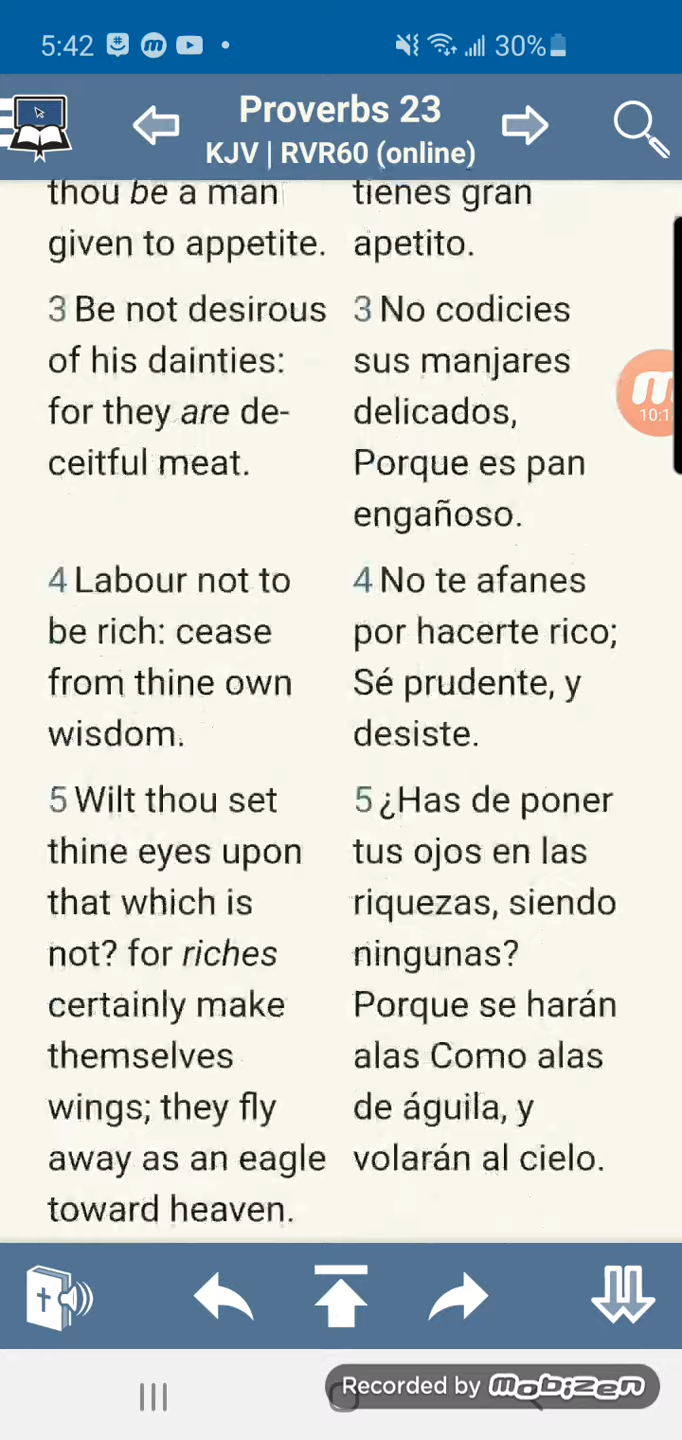 5:42
30%
Proverbs 23
KJV | RVR60 (online)
thou be a man
given to appetite.
3 Be not desirous
of his dainties:
for they are de-
ceitful meat.
4 Labour not to
be rich: cease
from thine own
wisdom.
5 Wilt thou set
thine eyes upon
that which is
not? for riches
certainly make
themselves
wings; they fly
away as an eagle
toward heaven.
tienes gran
apetito.
3 No codicies
sus manjares
delicados,
Porque es pan
engañoso.
4 No te afanes
por hacerte rico;
Sé prudente, y
desiste.
5 ¿Has de poner
tus ojos en las
riquezas, siendo
ningunas?
Porque se harán
alas Como alas
de águila, y
volarán al cielo.
10:1
Recorded by mobizen